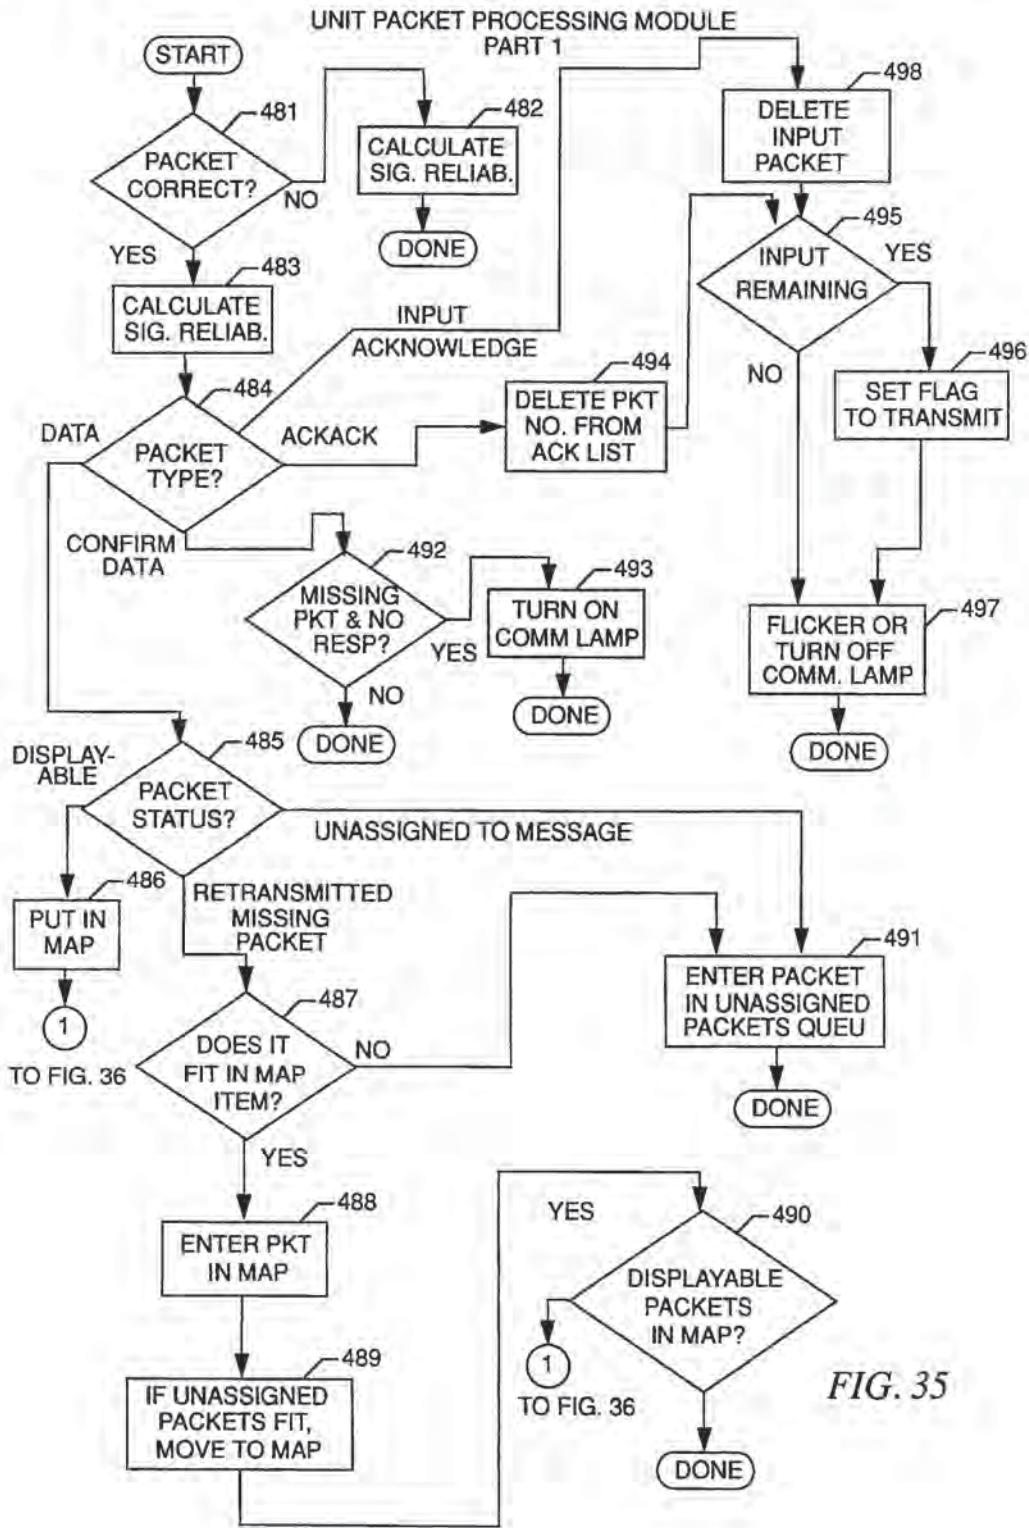 UNIT PACKET PROCESSING MODULE
PART 1
START
481
PACKET
CORRECT?
NO
YES
482
CALCULATE
SIG. RELIAB.
DONE
483
CALCULATE
SIG. RELIAB.
INPUT
ACKNOWLEDGE
498
DELETE
INPUT
PACKET
495
INPUT
REMAINING
YES
NO
496
SET FLAG
TO TRANSMIT
484
PACKET
TYPE?
DATA
ACKACK
494
DELETE PKT
NO. FROM
ACK LIST
CONFIRM
DATA
492
MISSING
PKT & NO
RESP?
YES
NO
DONE
493
TURN ON
COMM LAMP
DONE
497
FLICKER OR
TURN OFF
COMM. LAMP
DONE
485
PACKET
STATUS?
DISPLAY-
ABLE
UNASSIGNED TO MESSAGE
486
PUT IN
MAP
1
TO FIG. 36
RETRANSMITTED
MISSING
PACKET
487
DOES IT
FIT IN MAP
ITEM?
NO
YES
491
ENTER PACKET
IN UNASSIGNED
PACKETS QUEU
DONE
488
ENTER PKT
IN MAP
489
IF UNASSIGNED
PACKETS FIT,
MOVE TO MAP
YES
490
DISPLAYABLE
PACKETS
IN MAP?
1
TO FIG. 36
DONE
FIG. 35